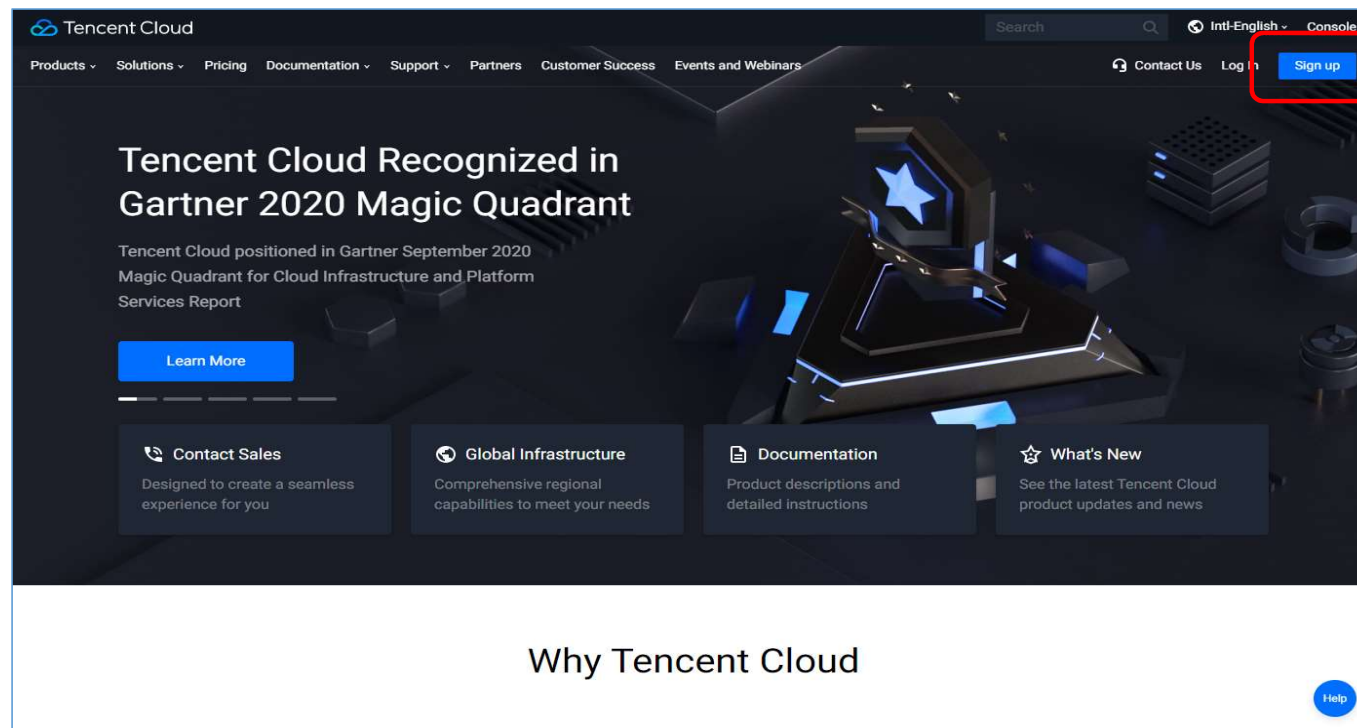 Tencent Cloud
Search
Intl-English
Console
Products
Solutions
Pricing
Documentation
Support
Partners
Customer Success
Events and Webinars
Contact Us
Log In
Sign up
Tencent Cloud Recognized in
Gartner 2020 Magic Quadrant
Tencent Cloud positioned in Gartner September 2020
Magic Quadrant for Cloud Infrastructure and Platform
Services Report
Learn More
Contact Sales
Designed to create a seamless
experience for you
Global Infrastructure
Comprehensive regional
capabilities to meet your needs
Documentation
Product descriptions and
detailed instructions
What's New
See the latest Tencent Cloud
product updates and news
Why Tencent Cloud
Help